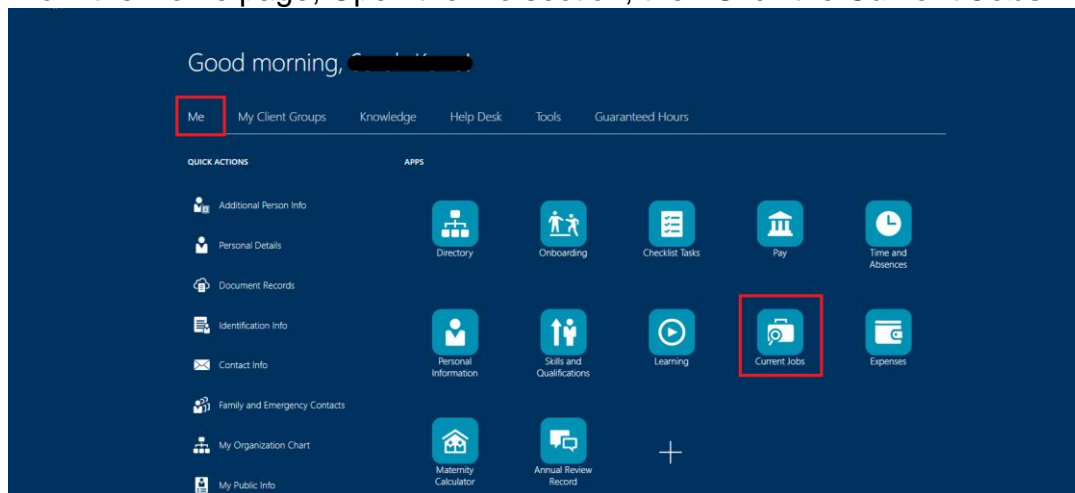 Good morning,
Me My Client Groups Knowledge Help Desk Tools Guaranteed Hours
QUICK ACTIONS
Additional Person Info
Personal Details
Document Records
Identification Info
Contact Info
Family and Emergency Contacts
My Organization Chart
My Public Info
APPS
Directory
Onboarding
Checklist Tasks
Pay
Time and
Absences
Personal
Information
Skills and
Qualifications
Learning
Current Jobs
Expenses
Maternity
Calculator
Annual Review
Record